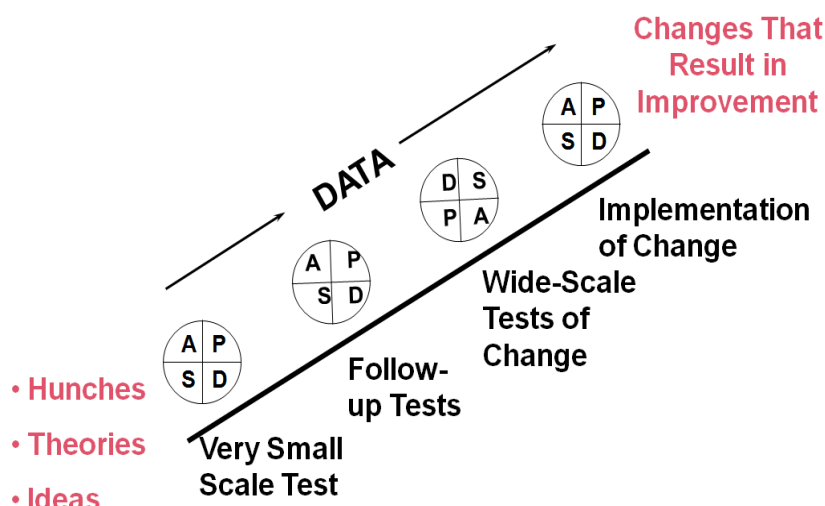 Changes That
Result in
Improvement
A P
S D
DATA
D S
P A
Implementation
of Change
A P
S D
Wide-Scale
Tests of
Change
A P
S D
Follow-
up Tests
• Hunches
• Theories
• Ideas
Very Small
Scale Test